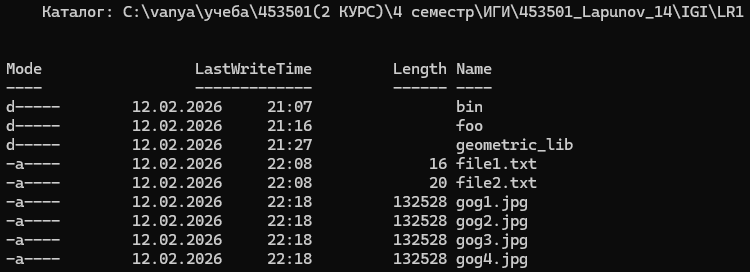 Каталог: C:\vanya\учеба\453501(2 КУРС)\4 семестр\ИГИ\453501_Lapunov_14\IGI\LR1
Mode LastWriteTime Length Name
---- ------------- ------ ----
d----- 12.02.2026 21:07 bin
d----- 12.02.2026 21:16 foo
d----- 12.02.2026 21:27 geometric_lib
-a---- 12.02.2026 22:08 16 file1.txt
-a---- 12.02.2026 22:08 20 file2.txt
-a---- 12.02.2026 22:18 132528 gog1.jpg
-a---- 12.02.2026 22:18 132528 gog2.jpg
-a---- 12.02.2026 22:18 132528 gog3.jpg
-a---- 12.02.2026 22:18 132528 gog4.jpg